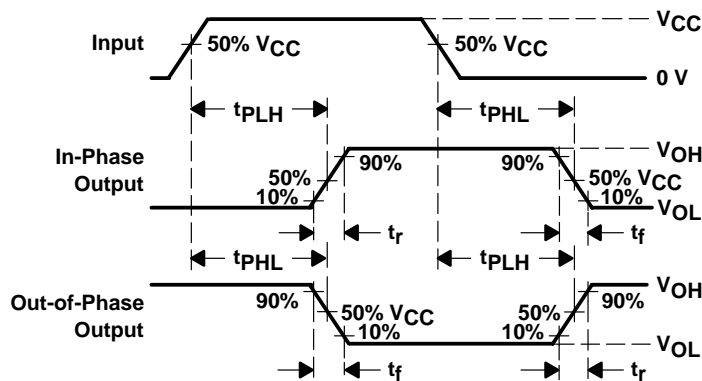 VCC
Input
50% VCC
50% VCC
0 V
tPLH
tPHL
In-Phase
Output
VOH
90%
90%
50%
50% VCC
10%
10%
VOL
tr
tf
tPHL
tPLH
Out-of-Phase
Output
VOH
90%
90%
50% VCC
50%
10%
10%
VOL
tf
tr